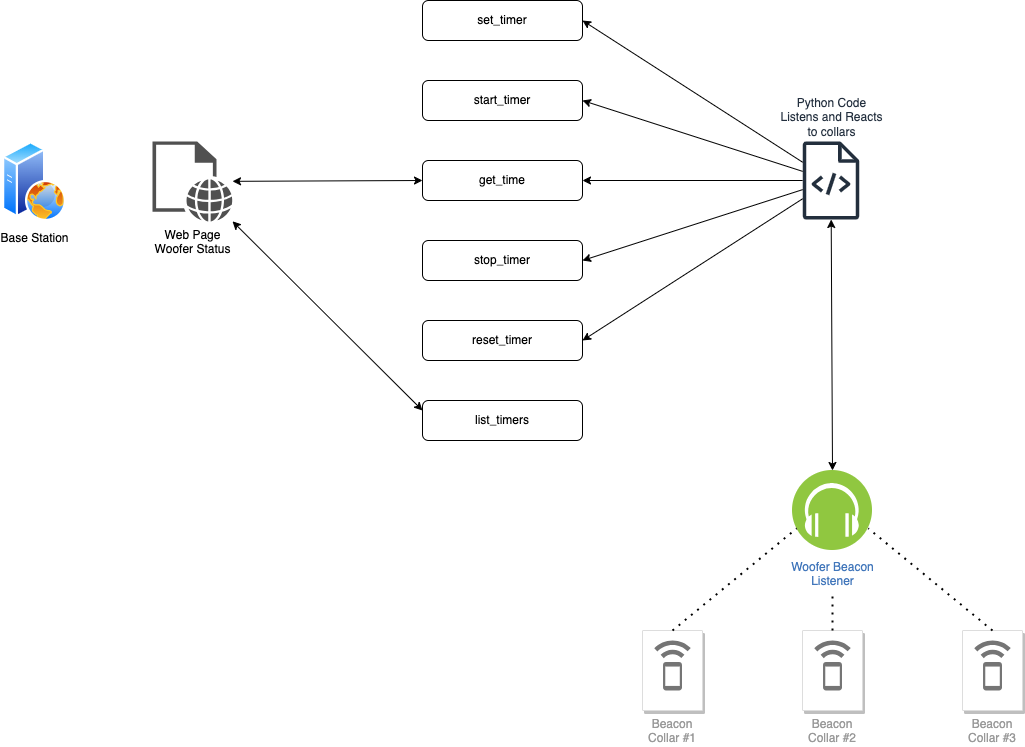 set_timer
start_timer
Python Code
Listens and Reacts
to collars
get_time
Base Station
Web Page
Woofer Status
stop_timer
reset_timer
list_timers
Woofer Beacon
Listener
Beacon
Collar #1
Beacon
Collar #2
Beacon
Collar #3